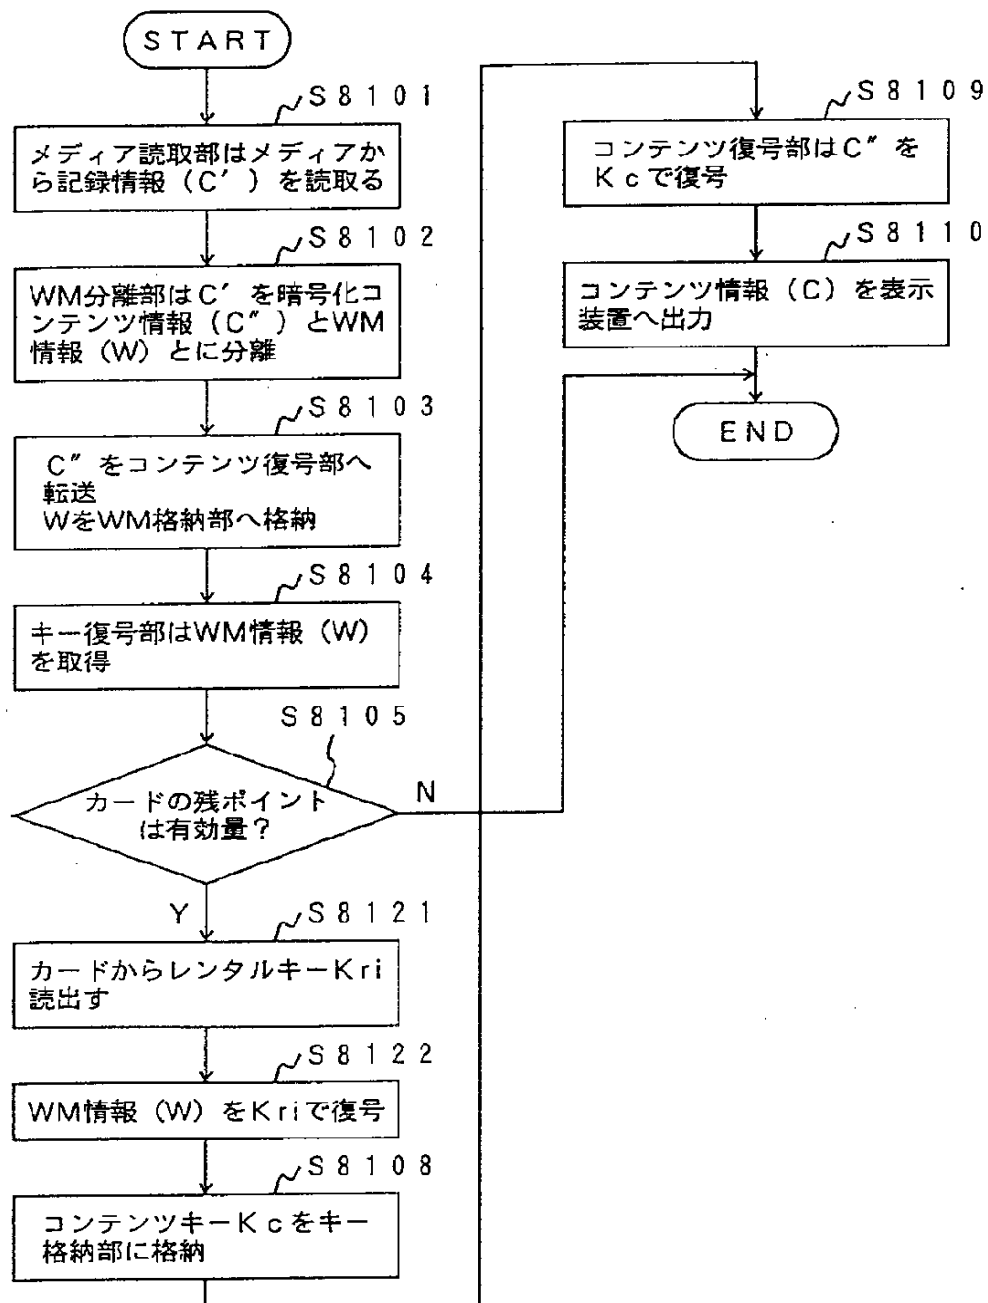 START
S8101
メディア読取部はメディアか
ら記録情報（C′）を読取る
S8102
WM分離部はC′を暗号化コ
ンテンツ情報（C″）とWM
情報（W）とに分離
S8103
C″をコンテンツ復号部へ
転送
WをWM格納部へ格納
S8104
キー復号部はWM情報（W）
を取得
S8105
カードの残ポイント
は有効量？
N
Y
S8121
カードからレンタルキーKri
読出す
S8122
WM情報（W）をKriで復号
S8108
コンテンツキーKcをキー
格納部に格納
S8109
コンテンツ復号部はC″を
Kcで復号
S8110
コンテンツ情報（C）を表示
装置へ出力
END